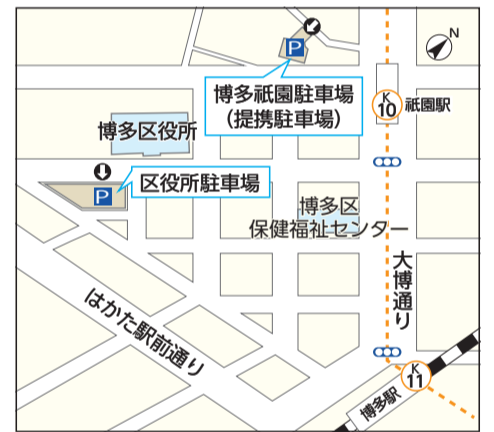 N
P
博多祇園駐車場
(提携駐車場)
K
10
祇園駅
博多区役所
P
区役所駐車場
博多区
保健福祉センター
大博通り
はかた駅前通り
K
11
博多駅